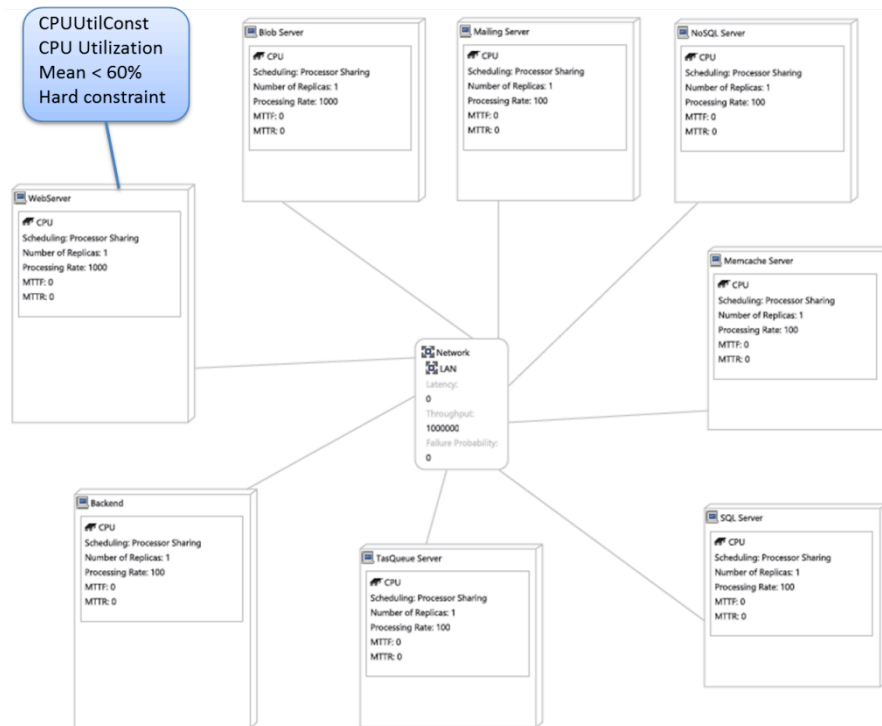 CPUUtilConst
CPU Utilization
Mean < 60%
Hard constraint
Blob Server
CPU
Scheduling: Processor Sharing
Number of Replicas: 1
Processing Rate: 1000
MTTF: 0
MTTR: 0
Mailing Server
CPU
Scheduling: Processor Sharing
Number of Replicas: 1
Processing Rate: 100
MTTF: 0
MTTR: 0
NoSQL Server
CPU
Scheduling: Processor Sharing
Number of Replicas: 1
Processing Rate: 100
MTTF: 0
MTTR: 0
WebServer
CPU
Scheduling: Processor Sharing
Number of Replicas: 1
Processing Rate: 1000
MTTF: 0
MTTR: 0
Memcache Server
CPU
Scheduling: Processor Sharing
Number of Replicas: 1
Processing Rate: 100
MTTF: 0
MTTR: 0
Network
LAN
Latency:
0
Throughput:
1000000
Failure Probability:
0
Backend
CPU
Scheduling: Processor Sharing
Number of Replicas: 1
Processing Rate: 100
MTTF: 0
MTTR: 0
TasQueue Server
CPU
Scheduling: Processor Sharing
Number of Replicas: 1
Processing Rate: 100
MTTF: 0
MTTR: 0
SQL Server
CPU
Scheduling: Processor Sharing
Number of Replicas: 1
Processing Rate: 100
MTTF: 0
MTTR: 0